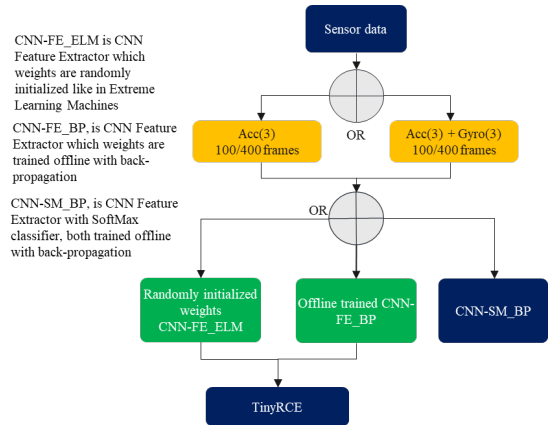 CNN-FE_ELM is CNN
Feature Extractor which
weights are randomly
initialized like in Extreme
Learning Machines
CNN-FE_BP, is CNN Feature
Extractor which weights are
trained offline with back-
propagation
CNN-SM_BP, is CNN Feature
Extractor with SoftMax
classifier, both trained offline
with back-propagation
Sensor data
OR
Acc(3)
100/400 frames
Acc(3) + Gyro(3)
100/400 frames
OR
Randomly initialized
weights
CNN-FE_ELM
Offline trained CNN-
FE_BP
CNN-SM_BP
TinyRCE